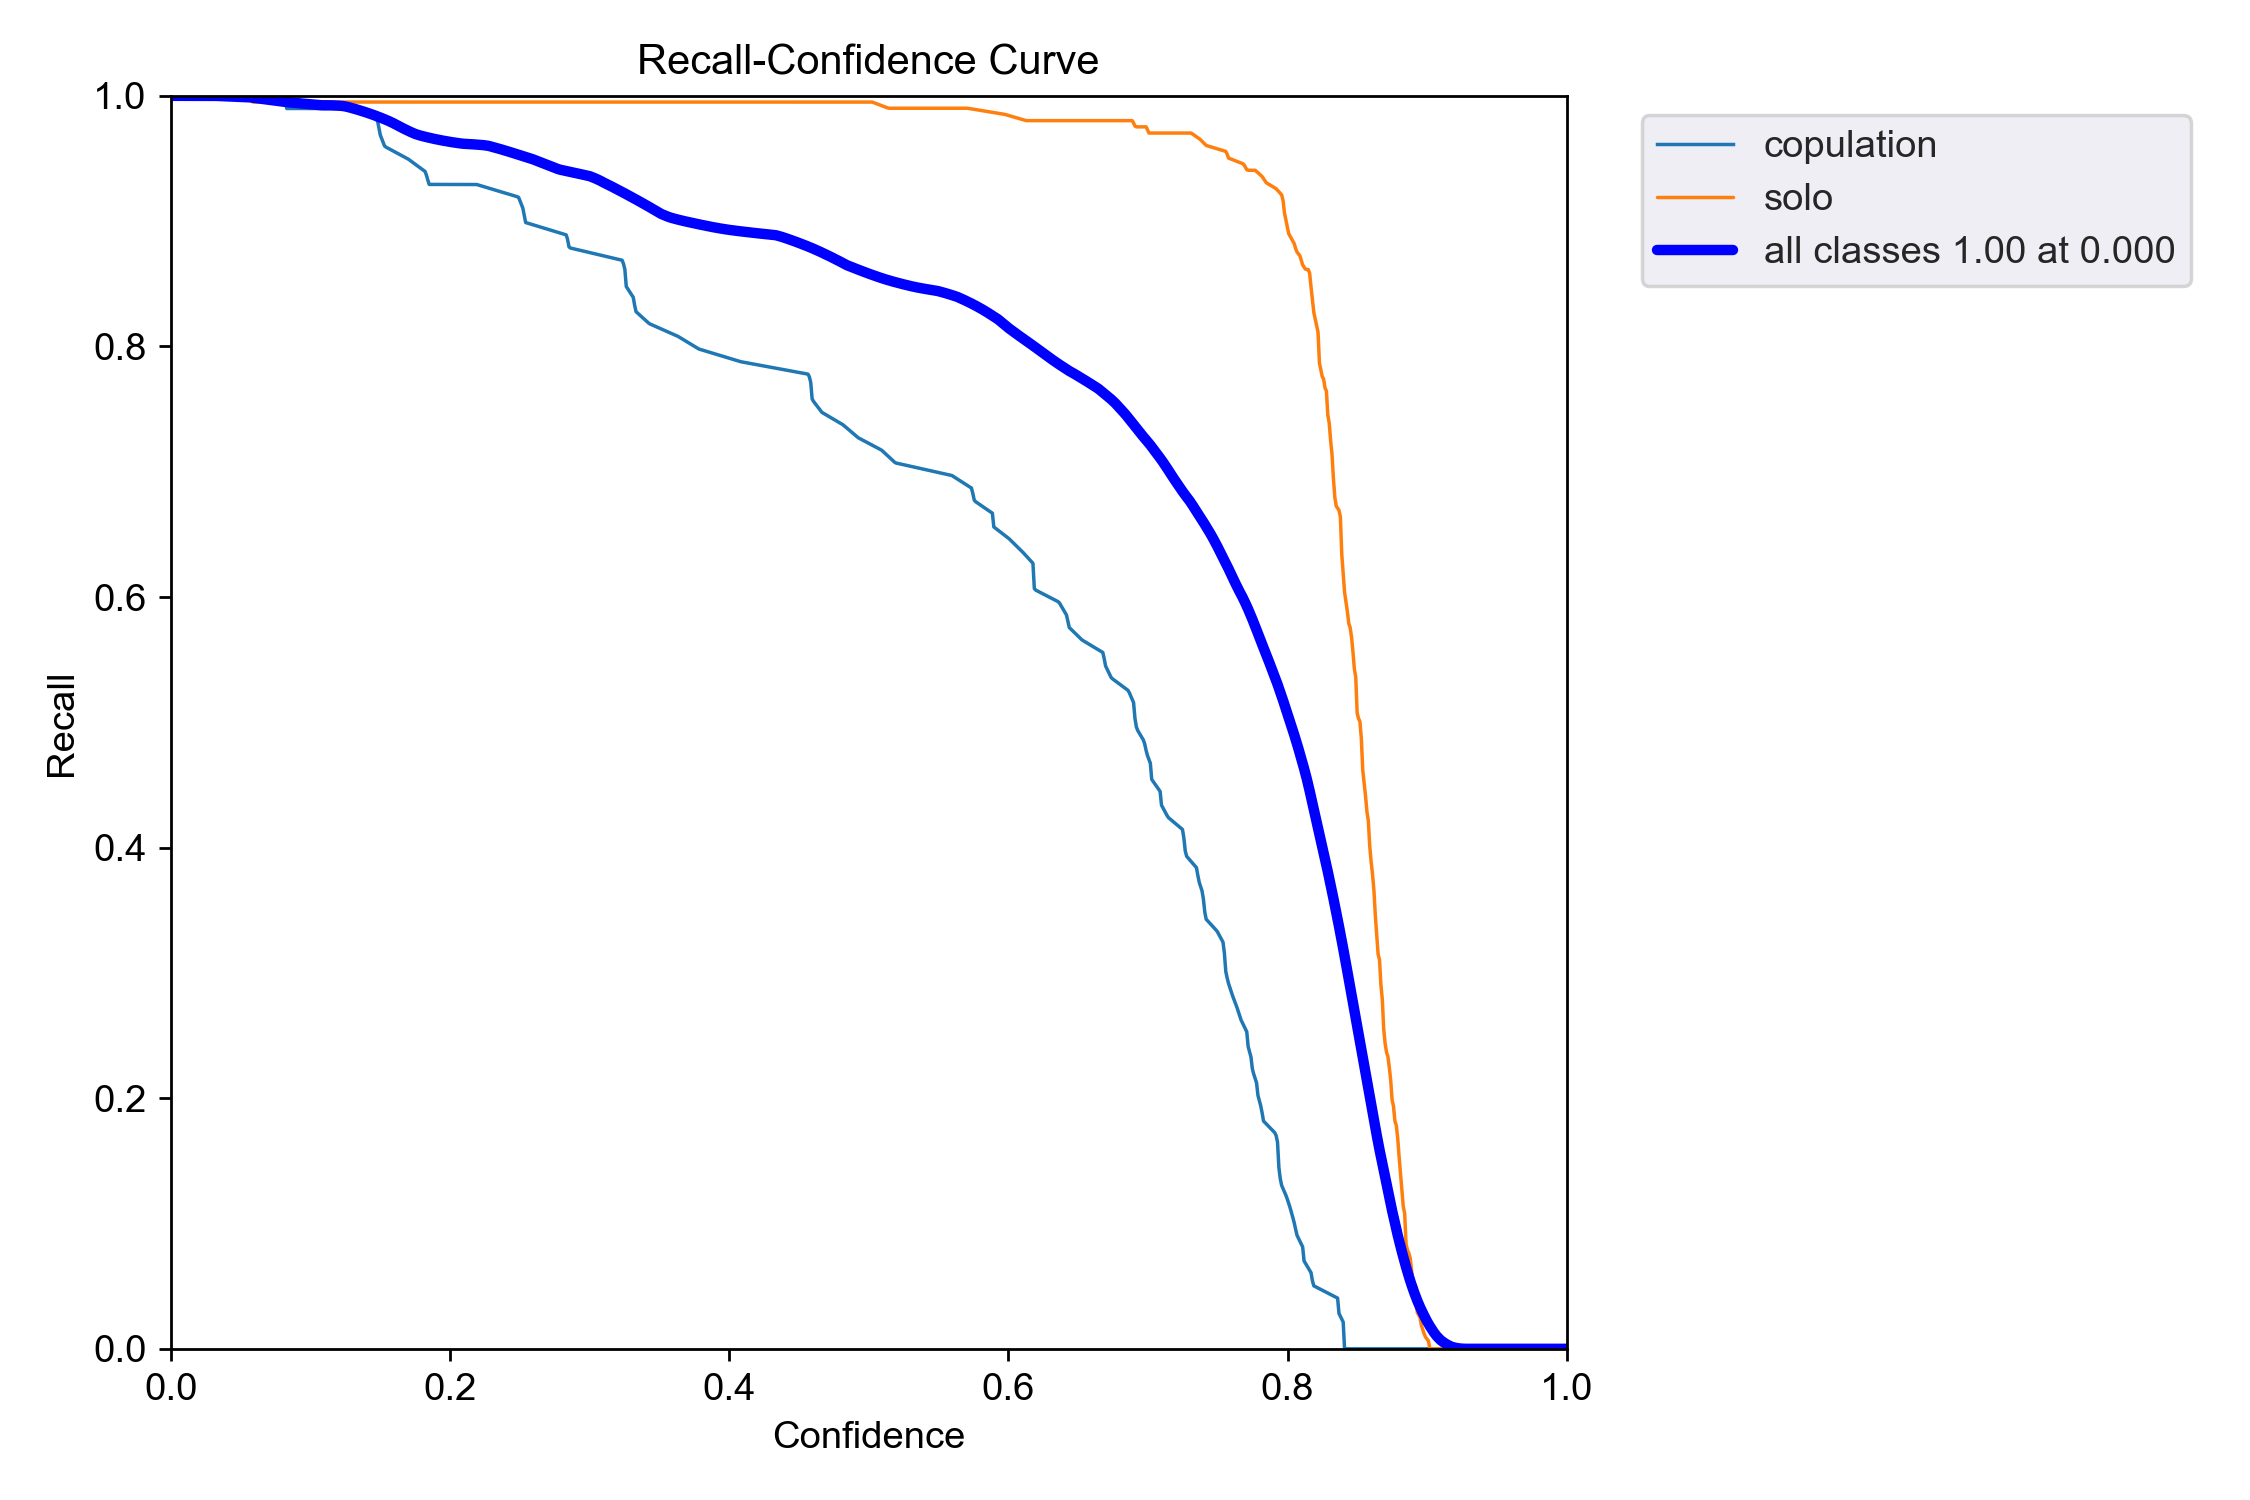 Recall-Confidence Curve
1.0
0.8
0.6
0.4
0.2
0.0
Recall
0.0 0.2 0.4 0.6 0.8 1.0
Confidence
copulation
solo
all classes 1.00 at 0.000